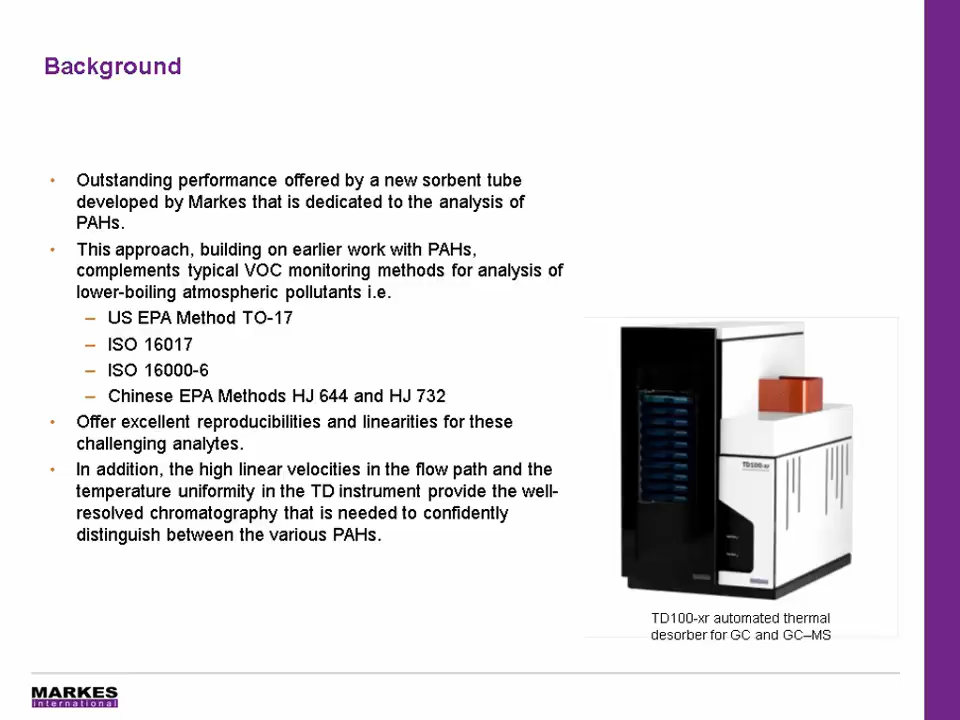 Background
• Outstanding performance offered by a new sorbent tube
developed by Markes that is dedicated to the analysis of
PAHs.
• This approach, building on earlier work with PAHs,
complements typical VOC monitoring methods for analysis of
lower-boiling atmospheric pollutants i.e.
– US EPA Method TO-17
– ISO 16017
– ISO 16000-6
– Chinese EPA Methods HJ 644 and HJ 732
• Offer excellent reproducibilities and linearities for these
challenging analytes.
• In addition, the high linear velocities in the flow path and the
temperature uniformity in the TD instrument provide the well-
resolved chromatography that is needed to confidently
distinguish between the various PAHs.
TD100-xr
TD100-xr automated thermal
desorber for GC and GC–MS
MARKES
international